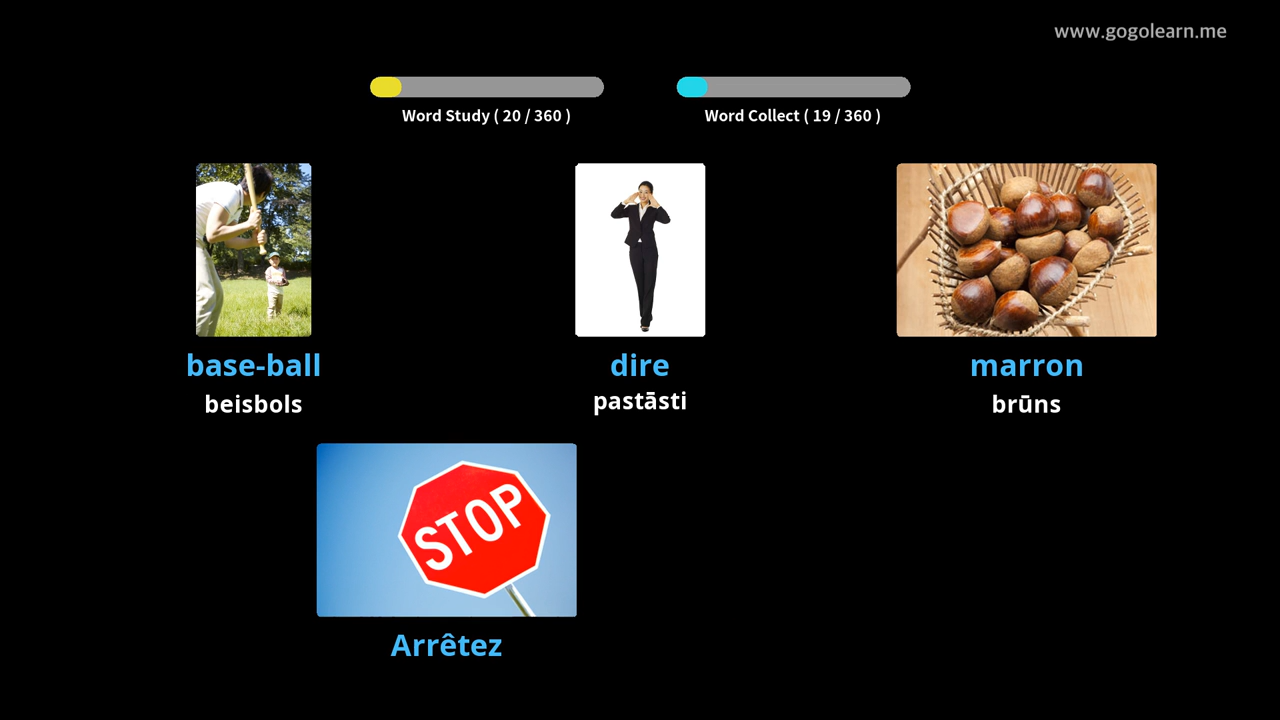 www.gogolearn.me
Word Study ( 20 / 360 )
Word Collect ( 19 / 360 )
base-ball
beisbols
dire
pastāsti
marron
brūns
STOP
Arrêtez